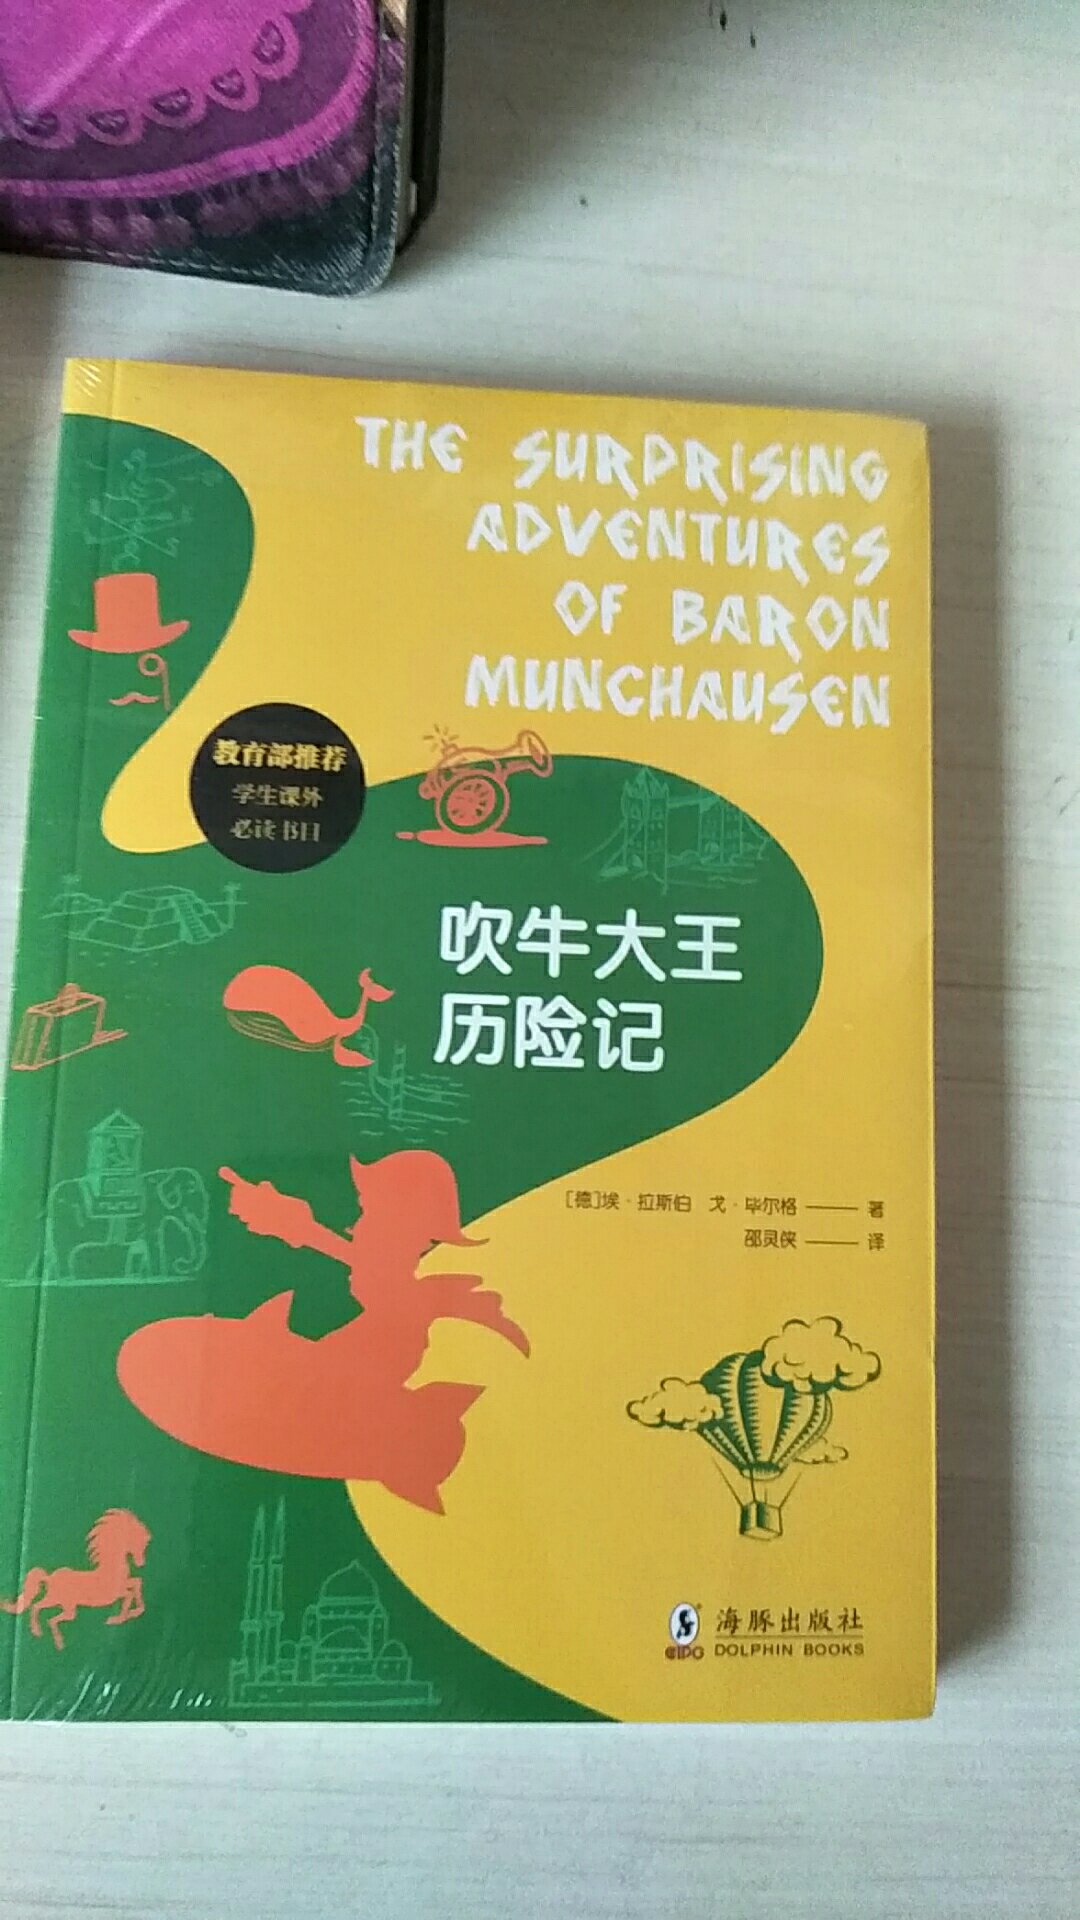 THE SURPRISING
ADVENTURES
OF BARON
MUNCHAUSEN
教育部推荐
学生课外
必读书目
吹牛大王
历险记
[德]埃·拉斯伯 戈·毕尔格——著
邵灵侠——译
海豚出版社
DOLPHIN BOOKS
CIPG